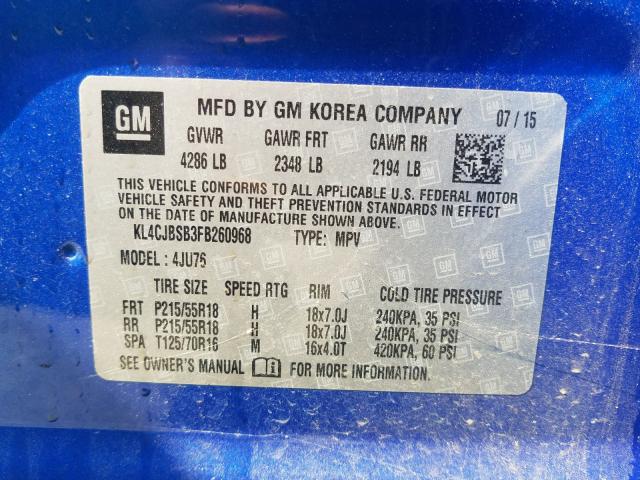 GM MFD BY GM KOREA COMPANY 07 / 15
GVWR GAWR FRT GAWR RR
4286 LB 2348 LB 2194 LB
THIS VEHICLE CONFORMS TO ALL APPLICABLE U.S. FEDERAL MOTOR
VEHICLE SAFETY AND THEFT PREVENTION STANDARDS IN EFFECT
ON THE DATE OF MANUFACTURE SHOWN ABOVE.
KL4CJBSB3FB260968 TYPE: MPV
MODEL : 4JU76
TIRE SIZE SPEED RTG RIM COLD TIRE PRESSURE
FRT P215/55R18 H 18x7.0J 240KPA, 35 PSI
RR P215/55R18 H 18x7.0J 240KPA, 35 PSI
SPA T125/70R16 M 16x4.0T 420KPA, 60 PSI
SEE OWNER'S MANUAL FOR MORE INFORMATION